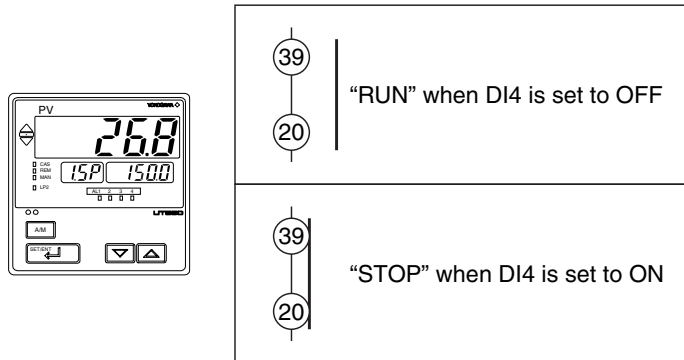 PV
YOKOGAWA
26.8
CAS
REM
MAN
LP2
1.SP 150.0
AL1 2 3 4
UT550
A/M
SET/ENT
39
20
“RUN” when DI4 is set to OFF
39
20
“STOP” when DI4 is set to ON